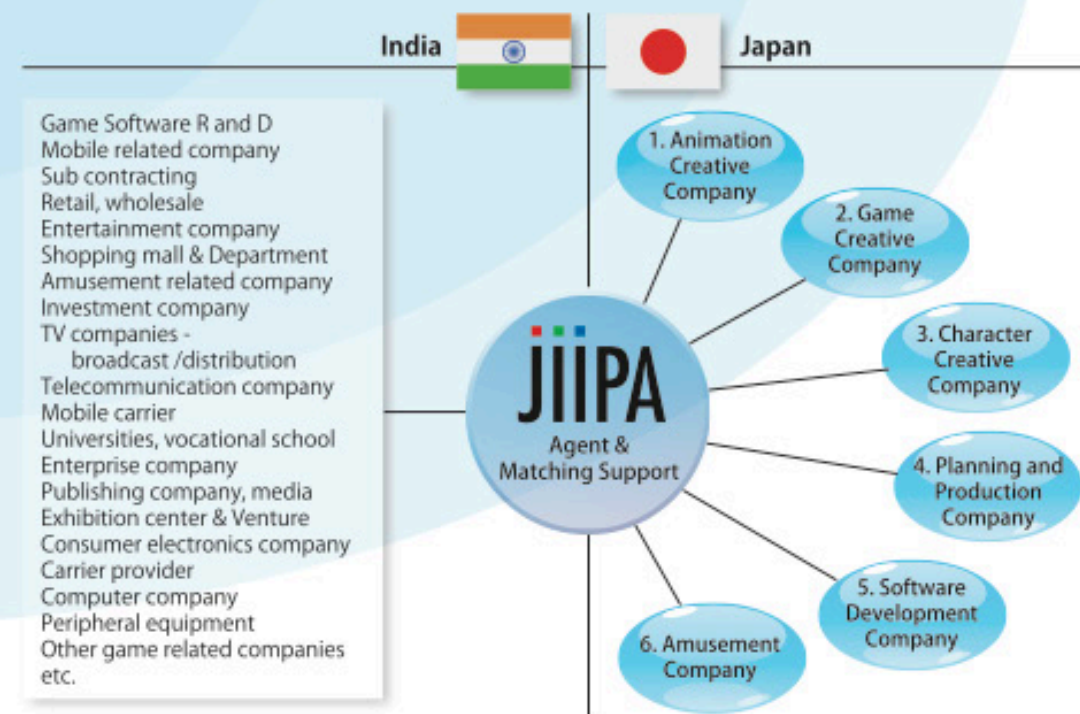 India
Japan
Game Software R and D
Mobile related company
Sub contracting
Retail, wholesale
Entertainment company
Shopping mall & Department
Amusement related company
Investment company
TV companies -
broadcast /distribution
Telecommunication company
Mobile carrier
Universities, vocational school
Enterprise company
Publishing company, media
Exhibition center & Venture
Consumer electronics company
Carrier provider
Computer company
Peripheral equipment
Other game related companies
etc.
JIIPA
Agent &
Matching Support
1. Animation
Creative
Company
2. Game
Creative
Company
3. Character
Creative
Company
4. Planning and
Production
Company
5. Software
Development
Company
6. Amusement
Company